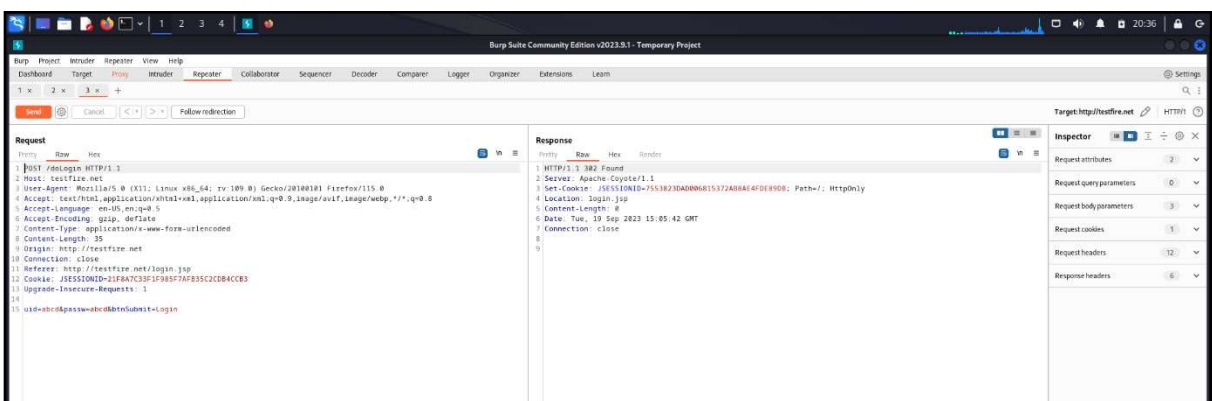 1 2 3 4
20:36
Burp Suite Community Edition v2023.9.1 - Temporary Project
Burp Project Intruder Repeater View Help
Dashboard Target Proxy Intruder Repeater Collaborator Sequencer Decoder Comparer Logger Organizer Extensions Learn
Settings
1 × 2 × 3 × +
Send Cancel Follow redirection
Target: http://testfire.net HTTP/1
Request
Pretty Raw Hex
1 POST /doLogin HTTP/1.1
2 Host: testfire.net
3 User-Agent: Mozilla/5.0 (X11; Linux x86_64; rv:109.0) Gecko/20100101 Firefox/115.0
4 Accept: text/html,application/xhtml+xml,application/xml;q=0.9,image/avif,image/webp,*/*;q=0.8
5 Accept-Language: en-US,en;q=0.5
6 Accept-Encoding: gzip, deflate
7 Content-Type: application/x-www-form-urlencoded
8 Content-Length: 35
9 Origin: http://testfire.net
10 Connection: close
11 Referer: http://testfire.net/login.jsp
12 Cookie: JSESSIONID=21F8A7C33F1F985F7AFB35C2CDB4CCB3
13 Upgrade-Insecure-Requests: 1
14
15 uid=abcd&passw=abcd&btnSubmit=Login
Response
Pretty Raw Hex Render
1 HTTP/1.1 302 Found
2 Server: Apache-Coyote/1.1
3 Set-Cookie: Path=/; HttpOnly
4 Location: login.jsp
5 Content-Length: 0
6 Date: Tue, 19 Sep 2023 15:05:42 GMT
7 Connection: close
8
9
Inspector
Request attributes 2
Request query parameters 0
Request body parameters 3
Request cookies 1
Request headers 12
Response headers 6